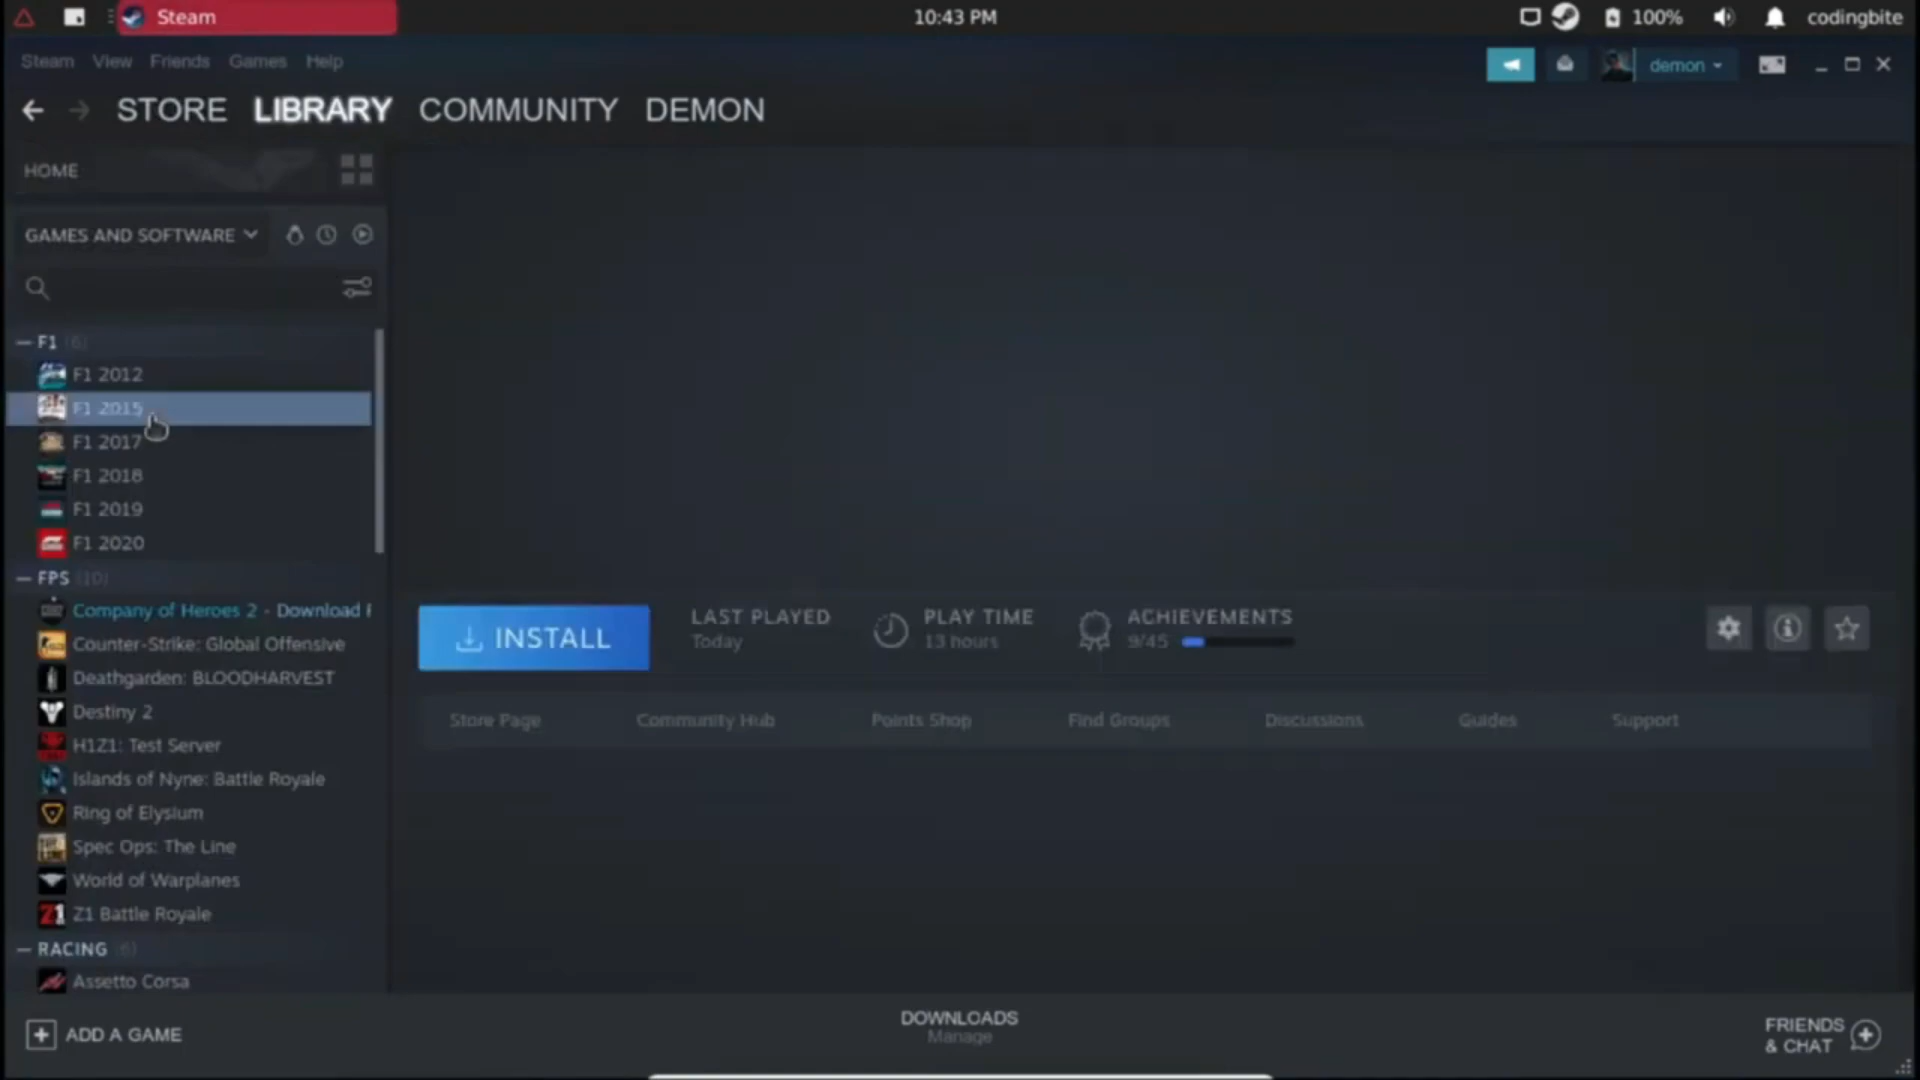 Steam
10:43 PM
100%
codingbite
Steam View Friends Games Help
demon
STORE LIBRARY COMMUNITY DEMON
HOME
GAMES AND SOFTWARE
— F1 (6)
F1 2012
F1 2015
F1 2017
F1 2018
F1 2019
F1 2020
— FPS (10)
Company of Heroes 2 - Download
Counter-Strike: Global Offensive
Deathgarden: BLOODHARVEST
Destiny 2
H1Z1: Test Server
Islands of Nyne: Battle Royale
Ring of Elysium
Spec Ops: The Line
World of Warplanes
Z1 Battle Royale
— RACING (6)
Assetto Corsa
INSTALL
LAST PLAYED
Today
PLAY TIME
13 hours
ACHIEVEMENTS
9/45
Store Page Community Hub Points Shop Find Groups Discussions Guides Support
ADD A GAME
DOWNLOADS
Manage
FRIENDS
& CHAT